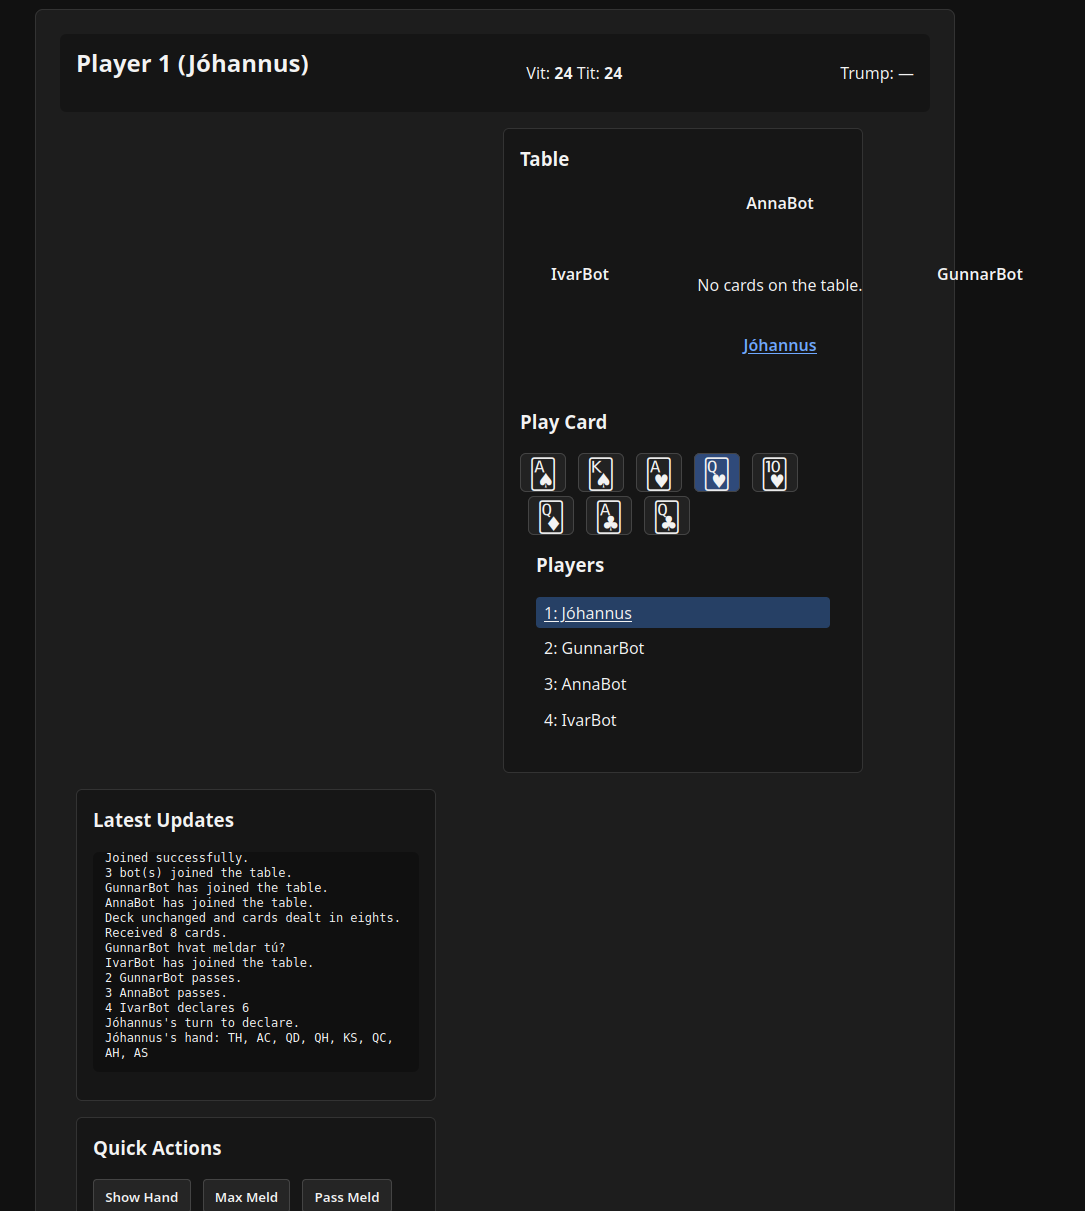 Player 1 (Jóhannus)
Vit: 24 Tit: 24
Trump: —
Table
AnnaBot
IvarBot
GunnarBot
No cards on the table.
Jóhannus
Play Card
A♠ K♠ A♥ Q♥ 10♥
Q♦ A♣ Q♣
Players
1: Jóhannus
2: GunnarBot
3: AnnaBot
4: IvarBot
Latest Updates
Joined successfully.
3 bot(s) joined the table.
GunnarBot has joined the table.
AnnaBot has joined the table.
Deck unchanged and cards dealt in eights.
Received 8 cards.
GunnarBot hvat meldar tú?
IvarBot has joined the table.
2 GunnarBot passes.
3 AnnaBot passes.
4 IvarBot declares 6
Jóhannus's turn to declare.
Jóhannus's hand: TH, AC, QD, QH, KS, QC,
AH, AS
Quick Actions
Show Hand Max Meld Pass Meld